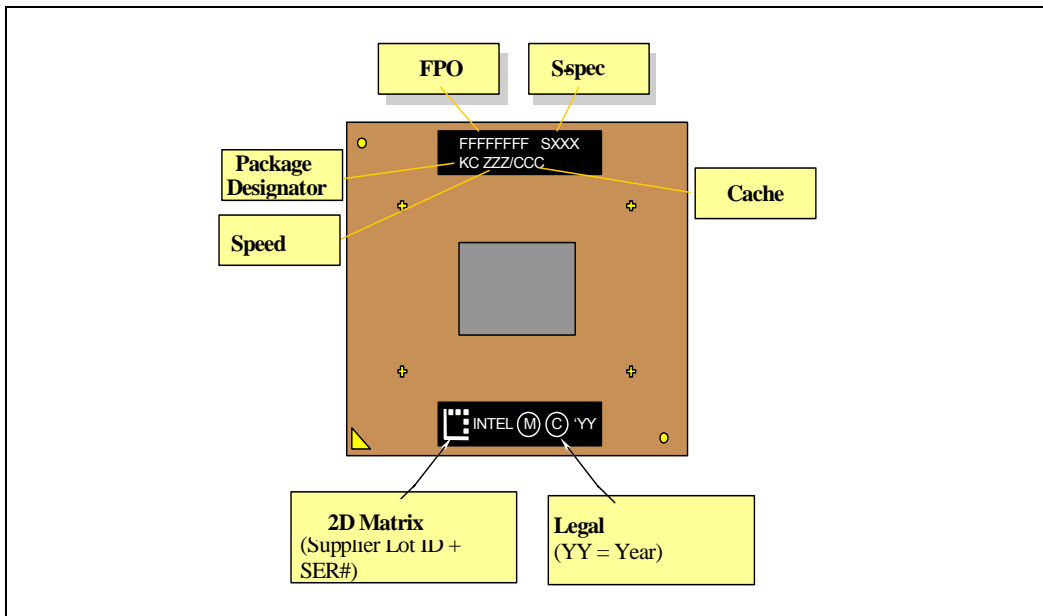 FPO
S-spec
FFFFFFFF SXXX
KC ZZZ/CCC
Package
Designator
Cache
Speed
INTEL M C 'YY
2D Matrix
(Supplier Lot ID +
SER#)
Legal
(YY = Year)